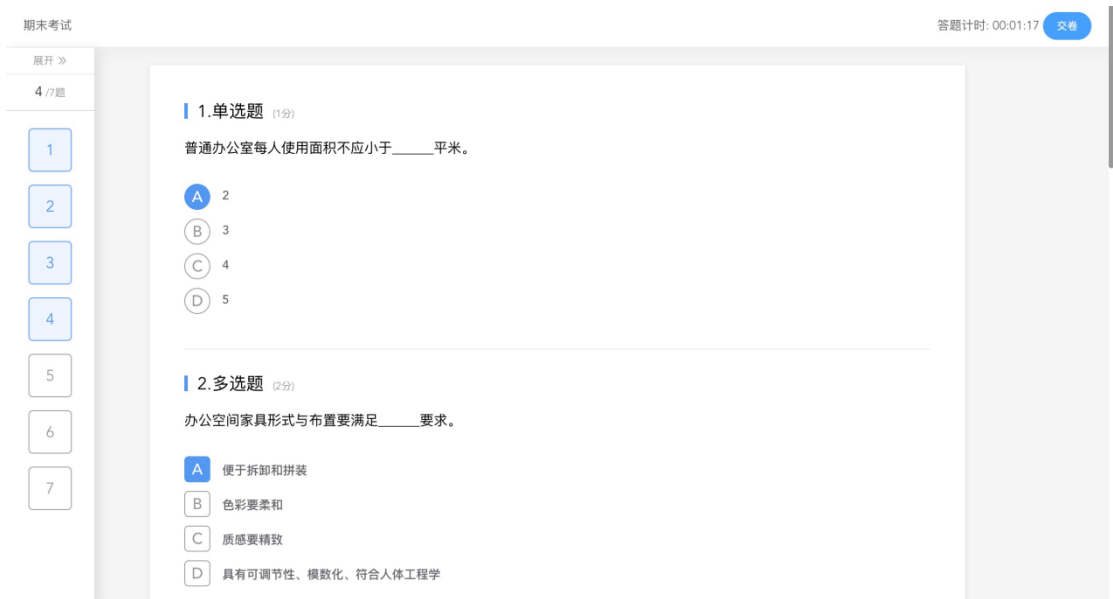 期末考试
答题计时: 00:01:17 交卷
展开 »
4 /7题
1
2
3
4
5
6
7
1.单选题 (1分)
普通办公室每人使用面积不应小于______平米。
A 2
B 3
C 4
D 5
2.多选题 (2分)
办公空间家具形式与布置要满足______要求。
A 便于拆卸和拼装
B 色彩要柔和
C 质感要精致
D 具有可调节性、模数化、符合人体工程学